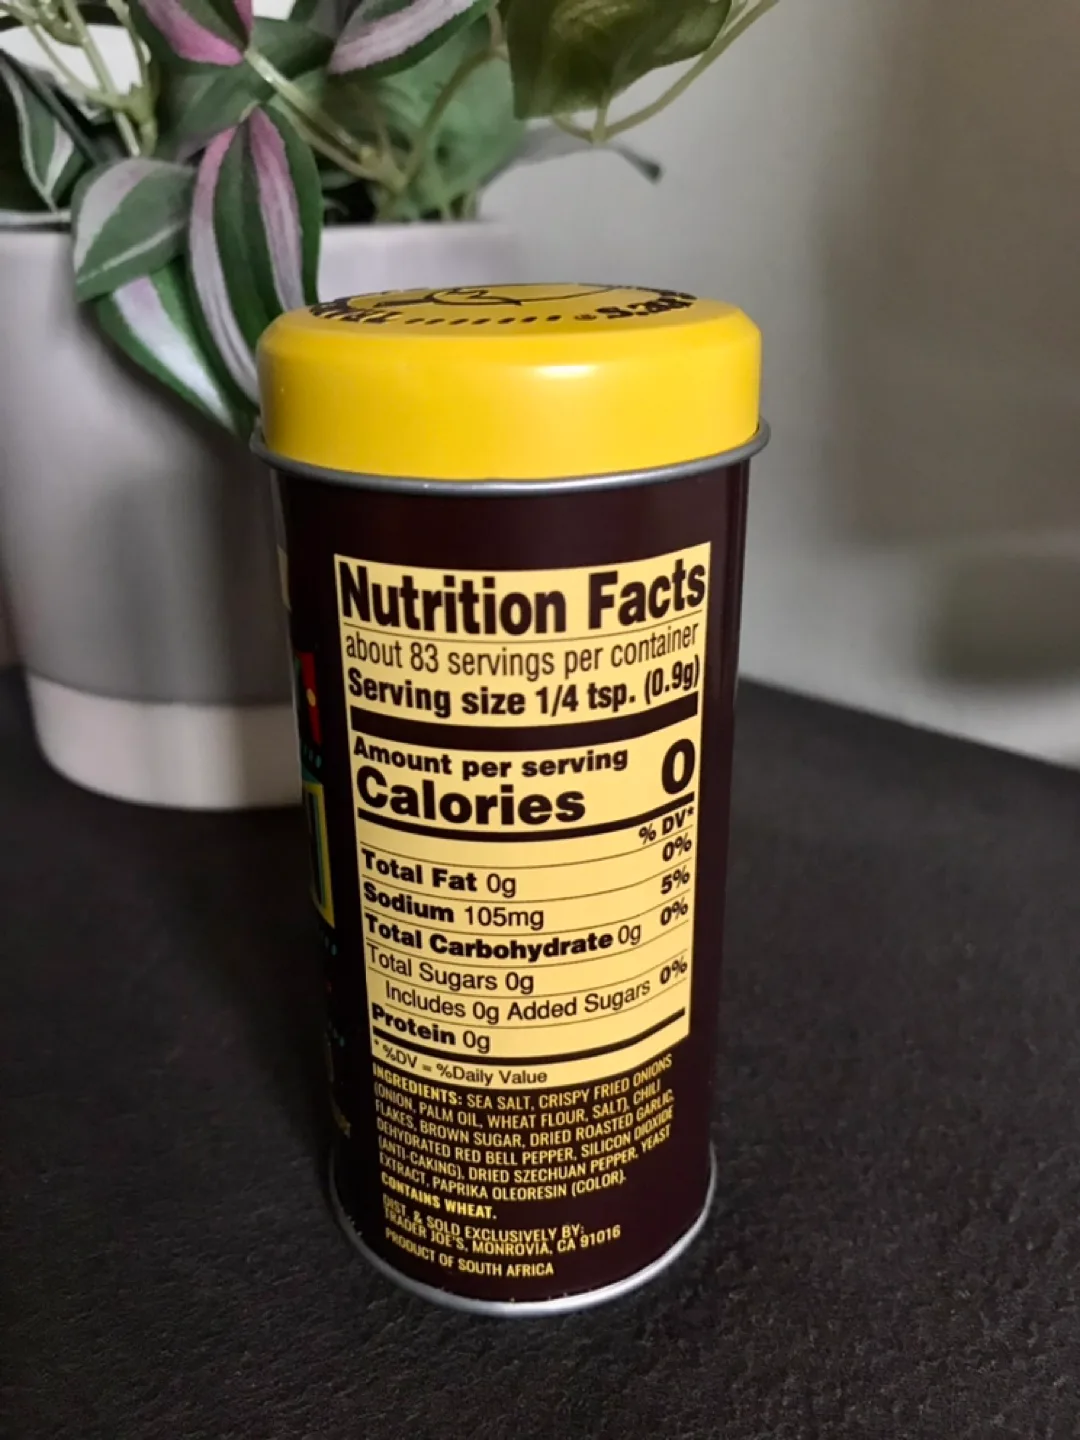 Nutrition Facts
about 83 servings per container
Serving size 1/4 tsp. (0.9g)
Amount per serving
Calories 0
% DV*
Total Fat 0g 0%
Sodium 105mg 5%
Total Carbohydrate 0g 0%
Total Sugars 0g
Includes 0g Added Sugars 0%
Protein 0g
* %DV = %Daily Value
INGREDIENTS: SEA SALT, CRISPY FRIED ONIONS
(ONION, PALM OIL, WHEAT FLOUR, SALT), CHILI
FLAKES, BROWN SUGAR, DRIED ROASTED GARLIC,
DEHYDRATED RED BELL PEPPER, SILICON DIOXIDE
(ANTI-CAKING), DRIED SZECHUAN PEPPER, YEAST
EXTRACT, PAPRIKA OLEORESIN (COLOR).
CONTAINS WHEAT.
DIST. & SOLD EXCLUSIVELY BY:
TRADER JOE'S, MONROVIA, CA 91016
PRODUCT OF SOUTH AFRICA